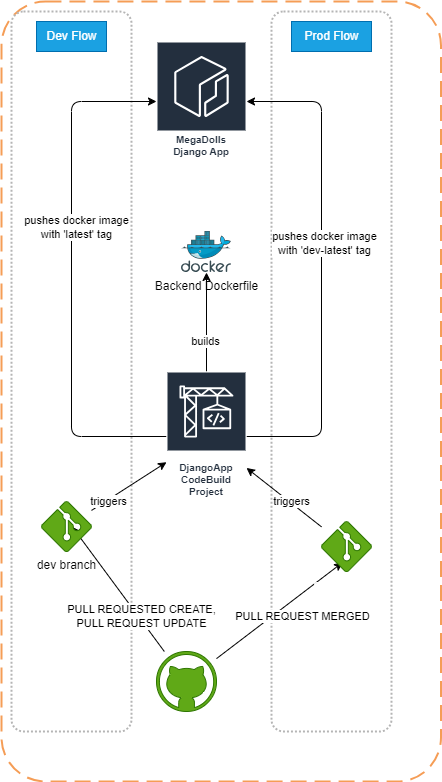 Dev Flow
Prod Flow
MegaDolls
Django App
pushes docker image
with 'latest' tag
pushes docker image
with 'dev-latest' tag
docker
Backend Dockerfile
builds
</>
DjangoApp
CodeBuild
Project
triggers
triggers
dev branch
PULL REQUESTED CREATE,
PULL REQUEST UPDATE
PULL REQUEST MERGED